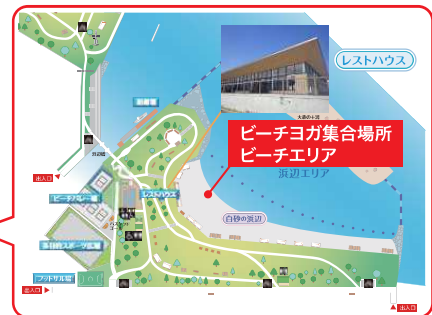 レストハウス
ビーチヨガ集合場所
ビーチエリア
浜辺エリア
出入口
ビーチバレー場
レストハウス
白砂の浜辺
多目的スポーツ広場
フットサル場
出入口
出入口